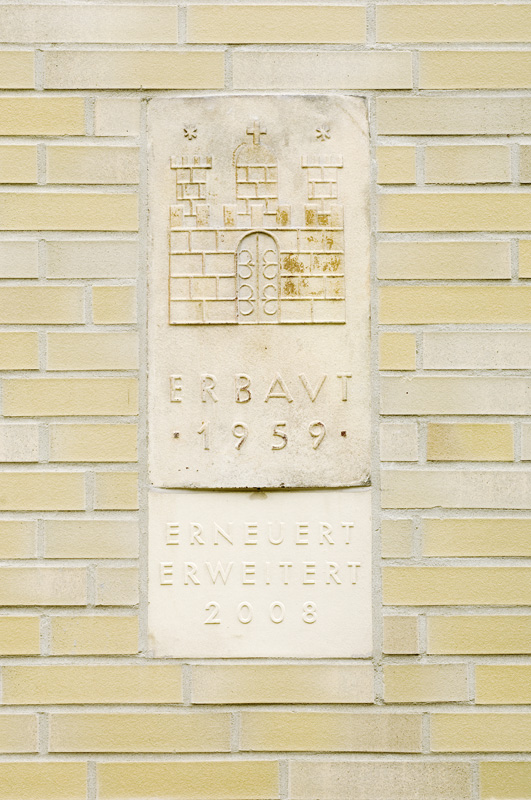 ERBAVT
· 1959 ·
ERNEUERT
ERWEITERT
2008